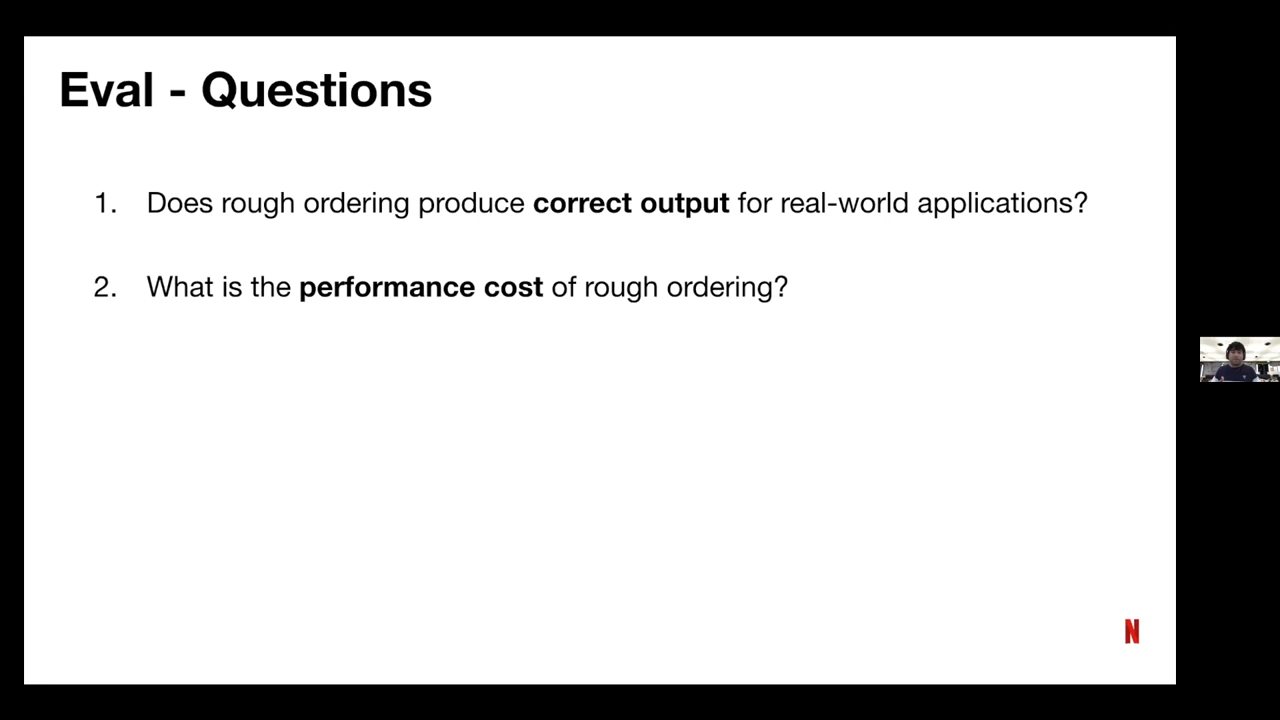 Eval - Questions
1. Does rough ordering produce correct output for real-world applications?
2. What is the performance cost of rough ordering?
N